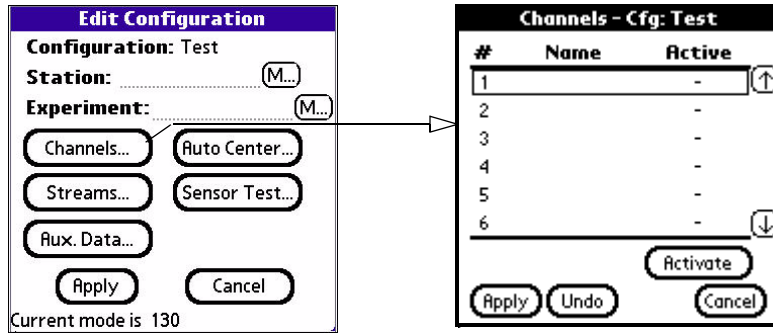 Edit Configuration
Configuration: Test
Station: M...
Experiment: M...
Channels... Auto Center...
Streams... Sensor Test...
Aux. Data...
Apply Cancel
Current mode is 130
Channels - Cfg: Test
# Name Active
1 -
2 -
3 -
4 -
5 -
6 -
Activate
Apply Undo Cancel